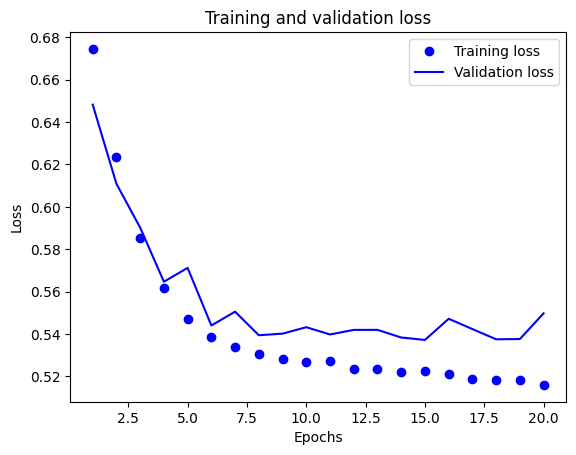 Training and validation loss
Training loss
Validation loss
0.68
0.66
0.64
0.62
0.60
0.58
0.56
0.54
0.52
Loss
2.5 5.0 7.5 10.0 12.5 15.0 17.5 20.0
Epochs